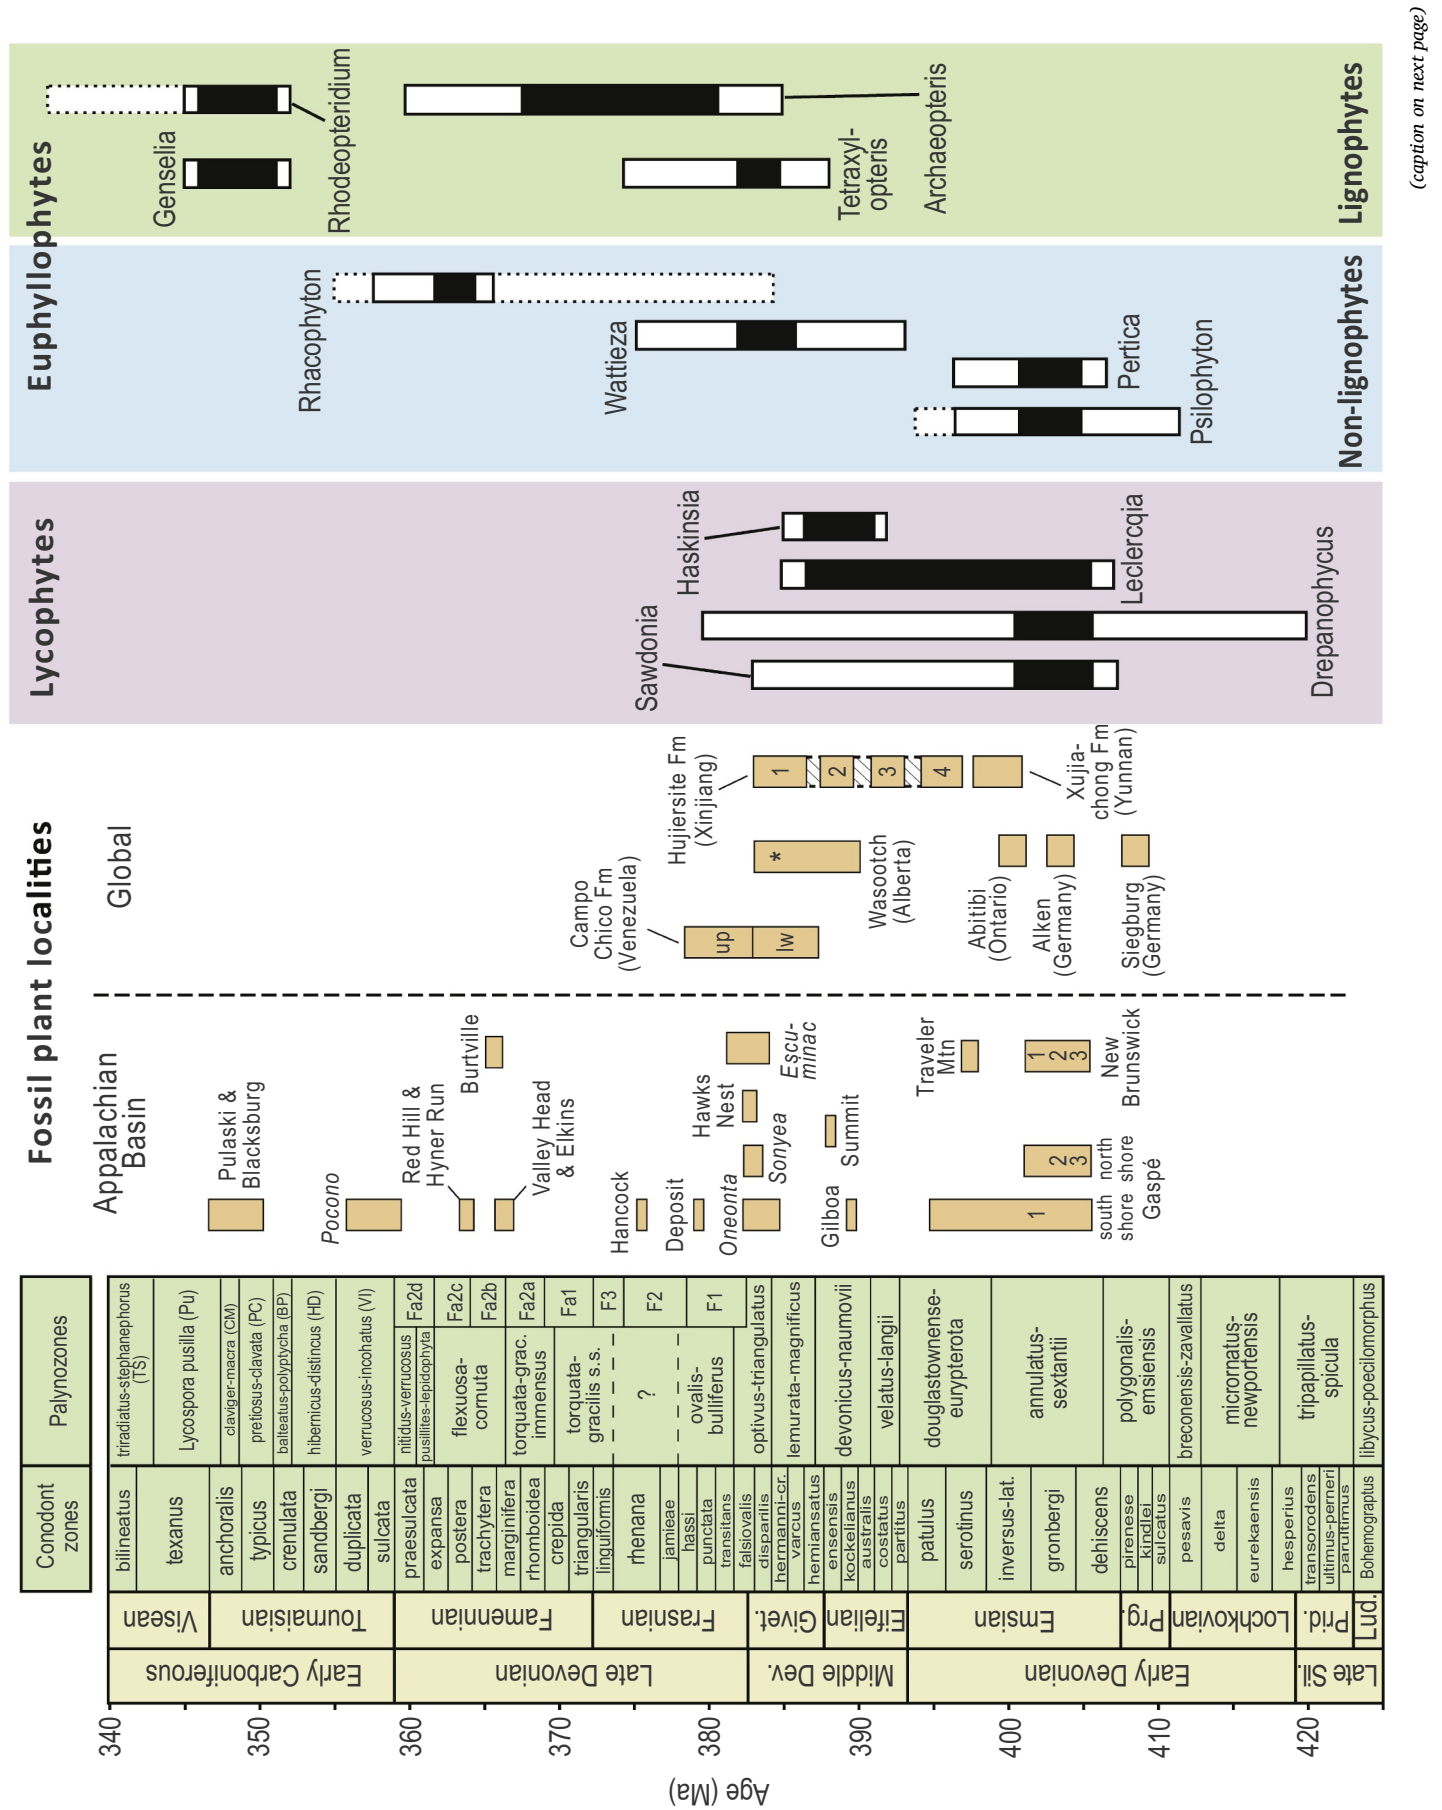 Fossil plant localities
Lycophytes
Euphyllophytes
Conodont
zones
Palynozones
Appalachian
Basin
Global
Age (Ma)
340
350
360
370
380
390
400
410
420
Early Carboniferous
Late Devonian
Middle Dev.
Early Devonian
Late Sil.
Visean
Tournaisian
Famennian
Frasnian
Givet.
Eifelian
Emsian
Prg.
Lochkovian
Prid.
Lud.
bilineatus
texanus
anchoralis
typicus
crenulata
sandbergi
duplicata
sulcata
praesulcata
expansa
postera
trachytera
marginifera
rhomboidea
crepida
triangularis
linguiformis
rhenana
jamieae
hassi
punctata
transitans
falsiovalis
disparilis
hermanni-cr.
varcus
hemiansatus
ensensis
kockelianus
australis
costatus
partitus
patulus
serotinus
inversus-lat.
gronbergi
dehiscens
pirenese
kindlei
sulcatus
pesavis
delta
eurekaensis
hesperius
transorodens
ultimus-perneri
parultimus
Bohemograptus
triradiatus-stephanephorus
(TS)
Lycospora pusilla (Pu)
claviger-macra (CM)
pretiosus-clavata (PC)
balteatus-polyptycha (BP)
hibernicus-distincus (HD)
verrucosus-incohatus (VI)
nitidus-verrucosus
pusillites-lepidophyta
flexuosa-
cornuta
torquata-grac.
immensus
torquata-
gracilis s.s.
?
ovalis-
bulliferus
Fa2d
Fa2c
Fa2b
Fa2a
Fa1
F3
F2
F1
optivus-triangulatus
lemurata-magnificus
devonicus-naumovii
velatus-langii
douglastownense-
eurypterota
annulatus-
sextantii
polygonalis-
emsiensis
breconensis-zavallatus
micrornatus-
newportensis
tripapillatus-
spicula
libycus-poecilomorphus
Pulaski &
Blacksburg
Pocono
Red Hill &
Hyner Run
Burtville
Valley Head
& Elkins
Hancock
Deposit
Oneonta
Hawks
Nest
Sonyea
Escu-
minac
Gilboa
Summit
Traveler
Mtn
1
2
3
New
Brunswick
2
3
1
south
shore
north
shore
Gaspé
Campo
Chico Fm
(Venezuela)
up
lw
Hujiersite Fm
(Xinjiang)
1
2
3
4
*
Wasootch
(Alberta)
Xujia-
chong Fm
(Yunnan)
Abitibi
(Ontario)
Alken
(Germany)
Siegburg
(Germany)
Sawdonia
Haskinsia
Leclercqia
Drepanophycus
Rhacophyton
Wattieza
Pertica
Psilophyton
Non-lignophytes
Genselia
Rhodeopteridium
Tetraxyl-
opteris
Archaeopteris
Lignophytes
(caption on next page)